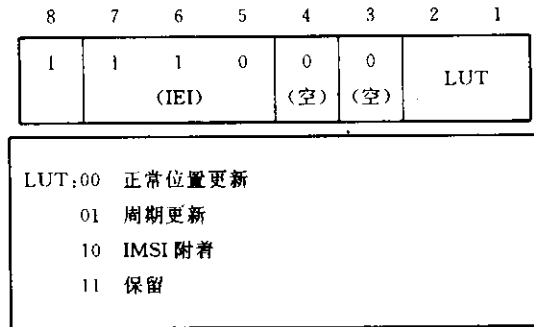 8 7 6 5 4 3 2 1
1 1 1 0 0 0 LUT
(IEI) (空) (空)
LUT:00 正常位置更新
01 周期更新
10 IMSI 附着
11 保留